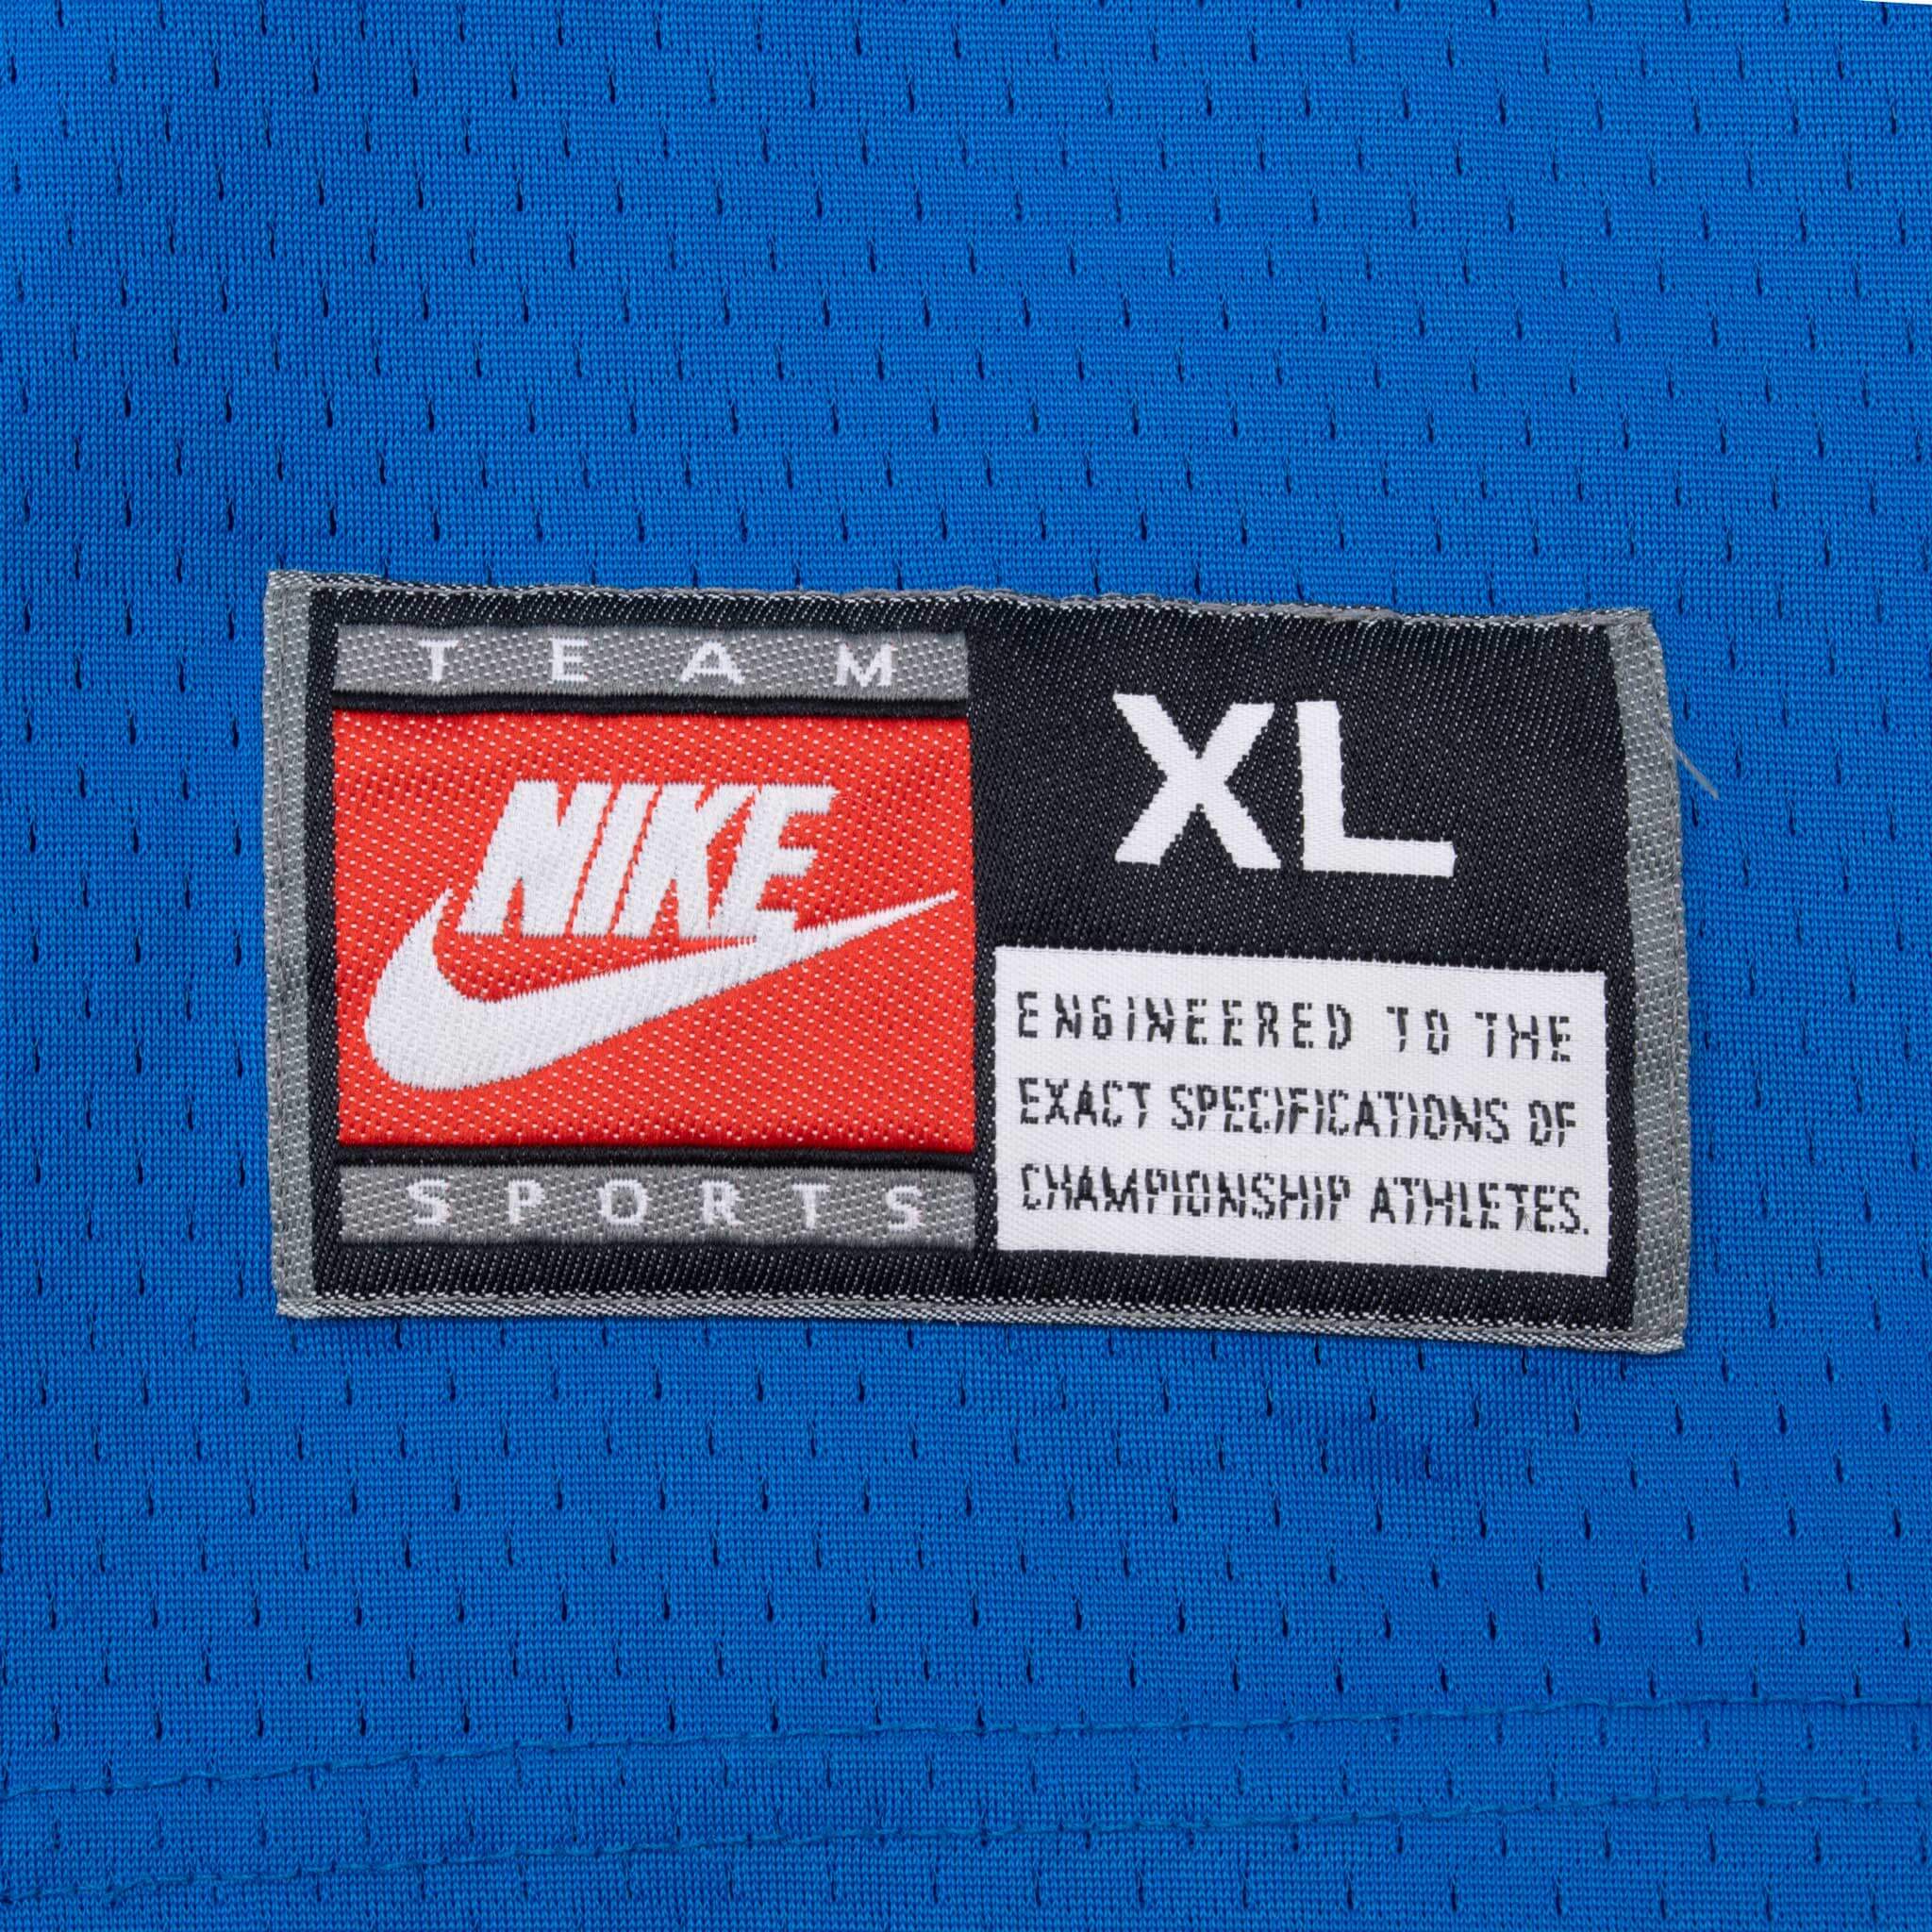 TEAM
NIKE
SPORTS
XL
ENGINEERED TO THE
EXACT SPECIFICATIONS OF
CHAMPIONSHIP ATHLETES.